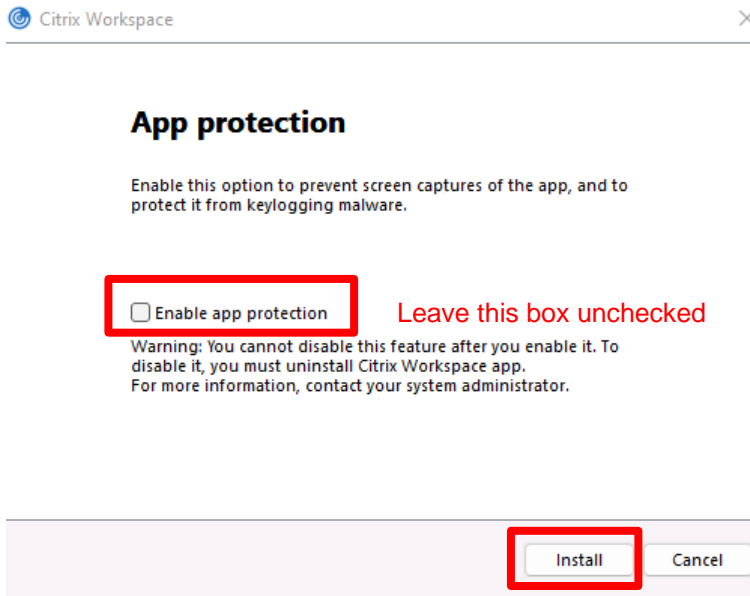 Citrix Workspace
App protection
Enable this option to prevent screen captures of the app, and to
protect it from keylogging malware.
Enable app protection
Leave this box unchecked
Warning: You cannot disable this feature after you enable it. To
disable it, you must uninstall Citrix Workspace app.
For more information, contact your system administrator.
Install
Cancel